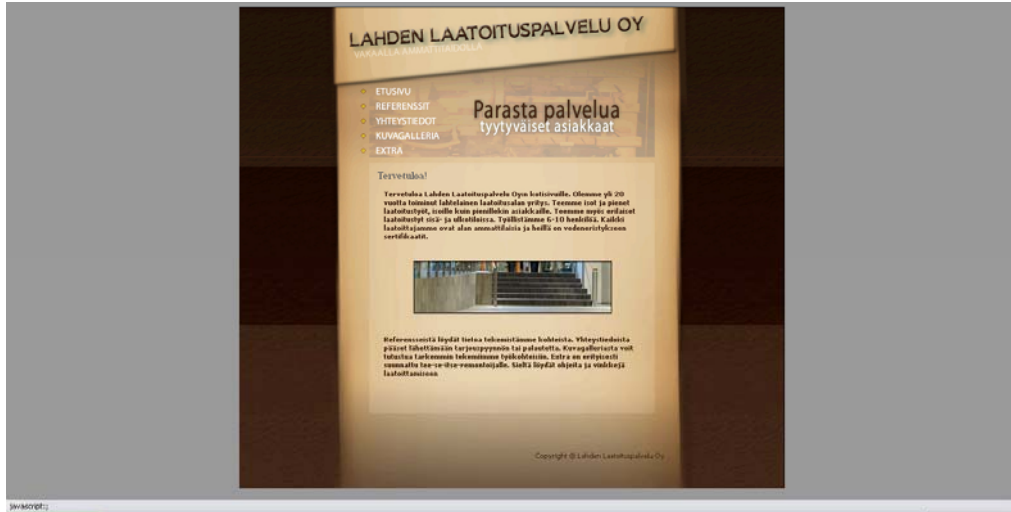 LAHDEN LAATOITUSPALVELU OY
VAKAALLA AMMATTITAIDOLLA
ETUSIVU
REFERENSSIT
YHTEYSTIEDOT
KUVAGALLERIA
EXTRA
Parasta palvelua
tyytyväiset asiakkaat
Tervetuloa!
Tervetuloa Lahden Laatoituspalvelu Oy:n kotisivuille. Olemme yli 20
vuotta toiminut lahtelainen laatoitusalan yritys. Teemme isot ja pienet
laatoitustyöt, isoille kuin pienillekin asiakkaille. Teemme myös erilaiset
laatoitustyt sisä- ja ulkotiloissa. Työllistämme 6-10 henkilöä. Kaikki
laatoittajamme ovat alan ammattilaisia ja heillä on vedeneristykseen
sertifikaatit.
Referensseistä löydät tietoa tekemistämme kohteista. Yhteystiedoista
pääset lähettämään tarjouspyynnön tai palautetta. Kuvagalleriasta voit
tutustua tarkemmin tekemiimme työkohteisiin. Extra on erityisesti
suunnattu tee-se-itse-remontoijalle. Sieltä löydät ohjeita ja vinkkejä
laatoittamiseen
Copyright © Lahden Laatoituspalvelu Oy
javascript:;